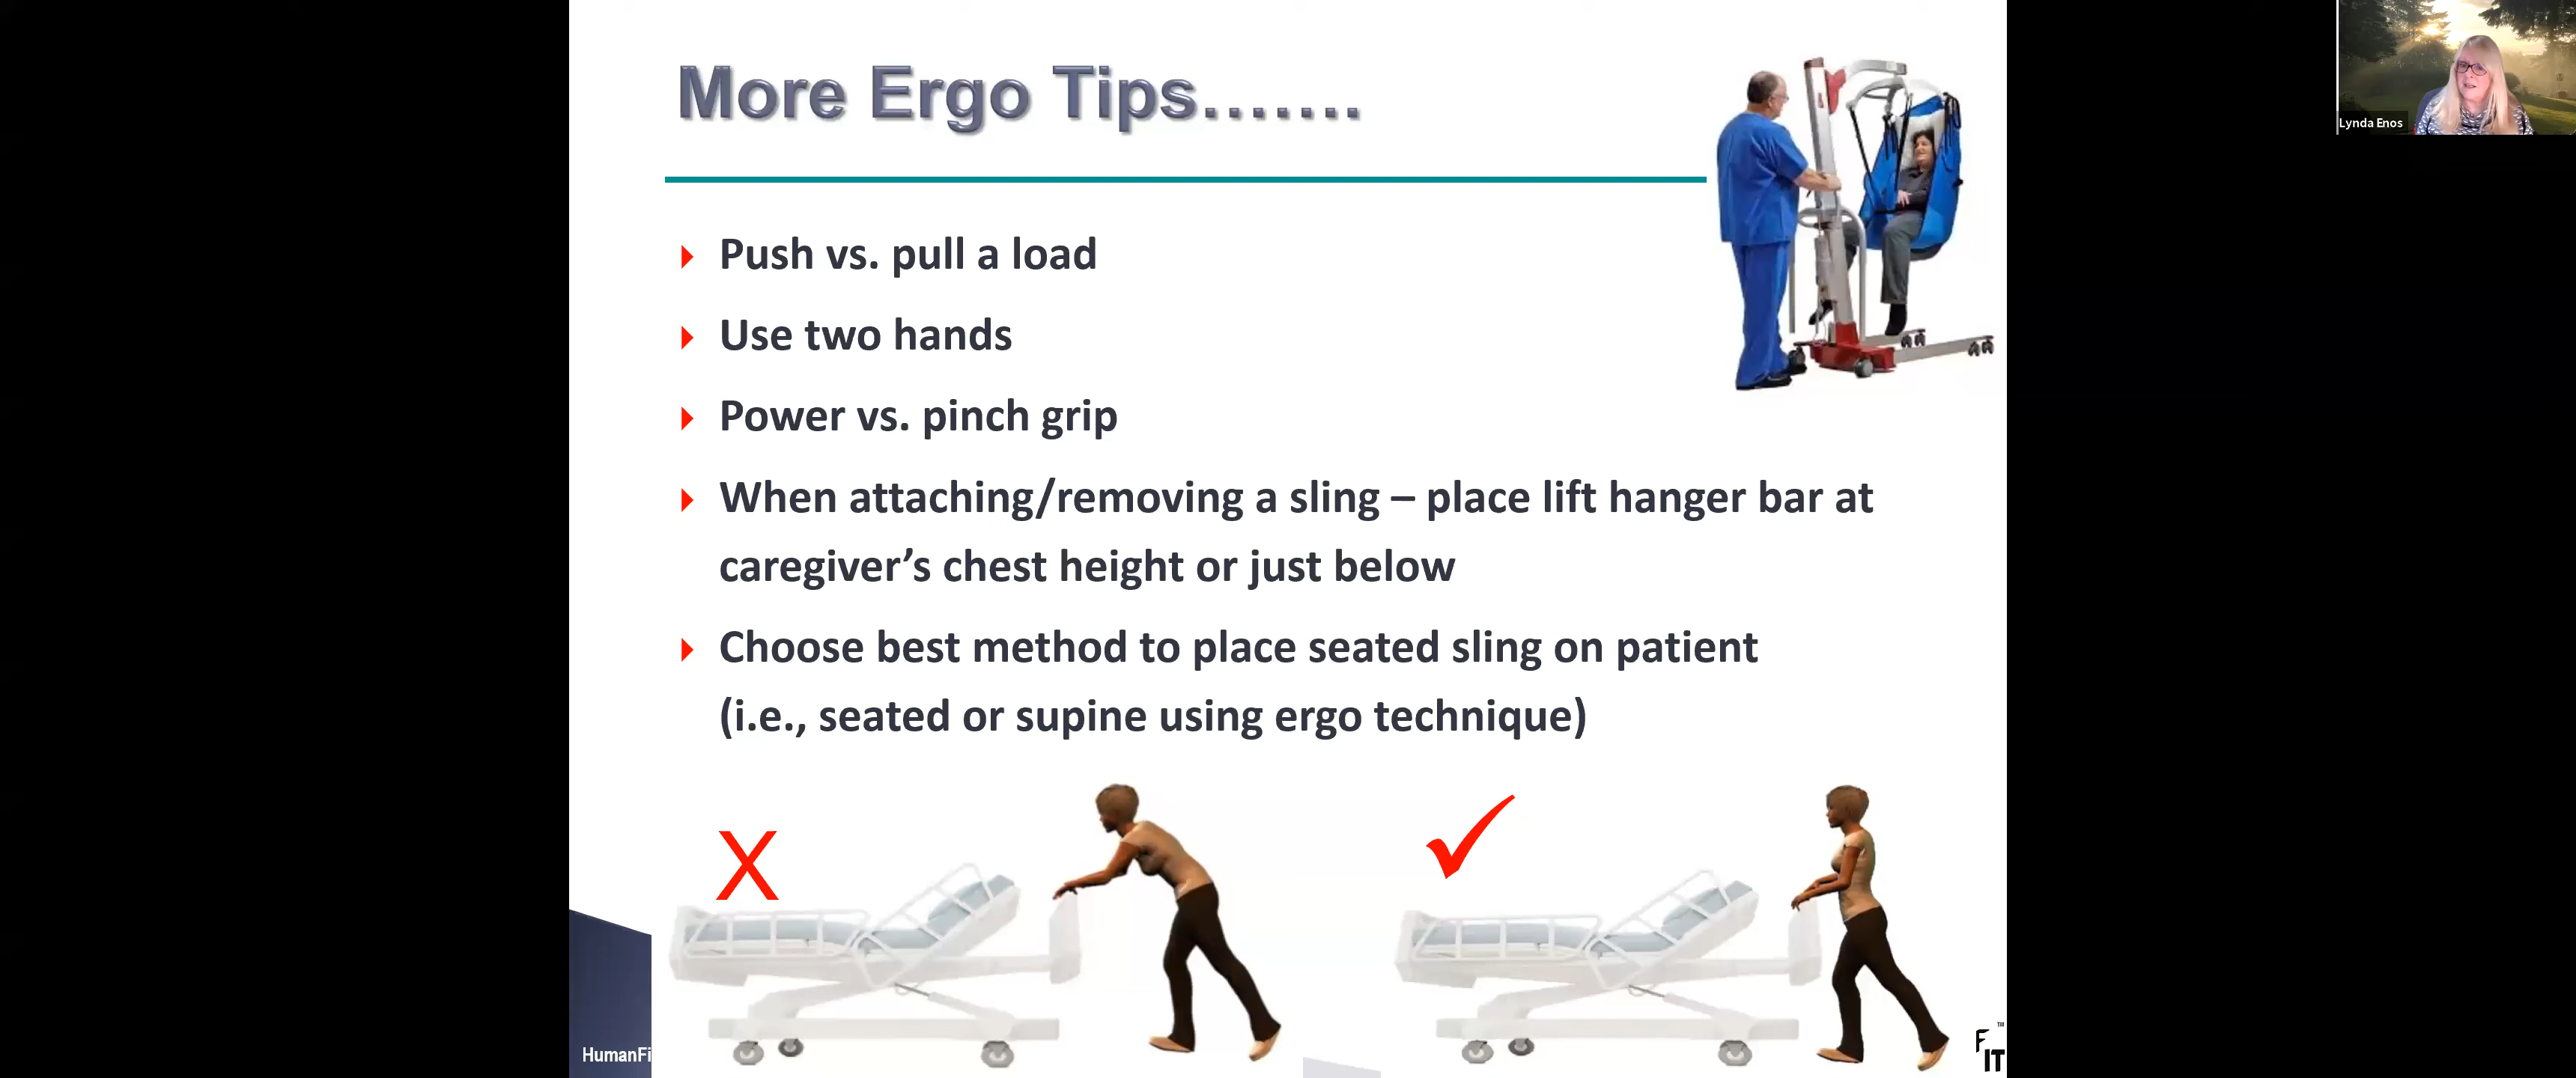 More Ergo Tips.......
Lynda Enos
Push vs. pull a load
Use two hands
Power vs. pinch grip
When attaching/removing a sling – place lift hanger bar at
caregiver’s chest height or just below
Choose best method to place seated sling on patient
(i.e., seated or supine using ergo technique)
X
HumanFi
FIT™